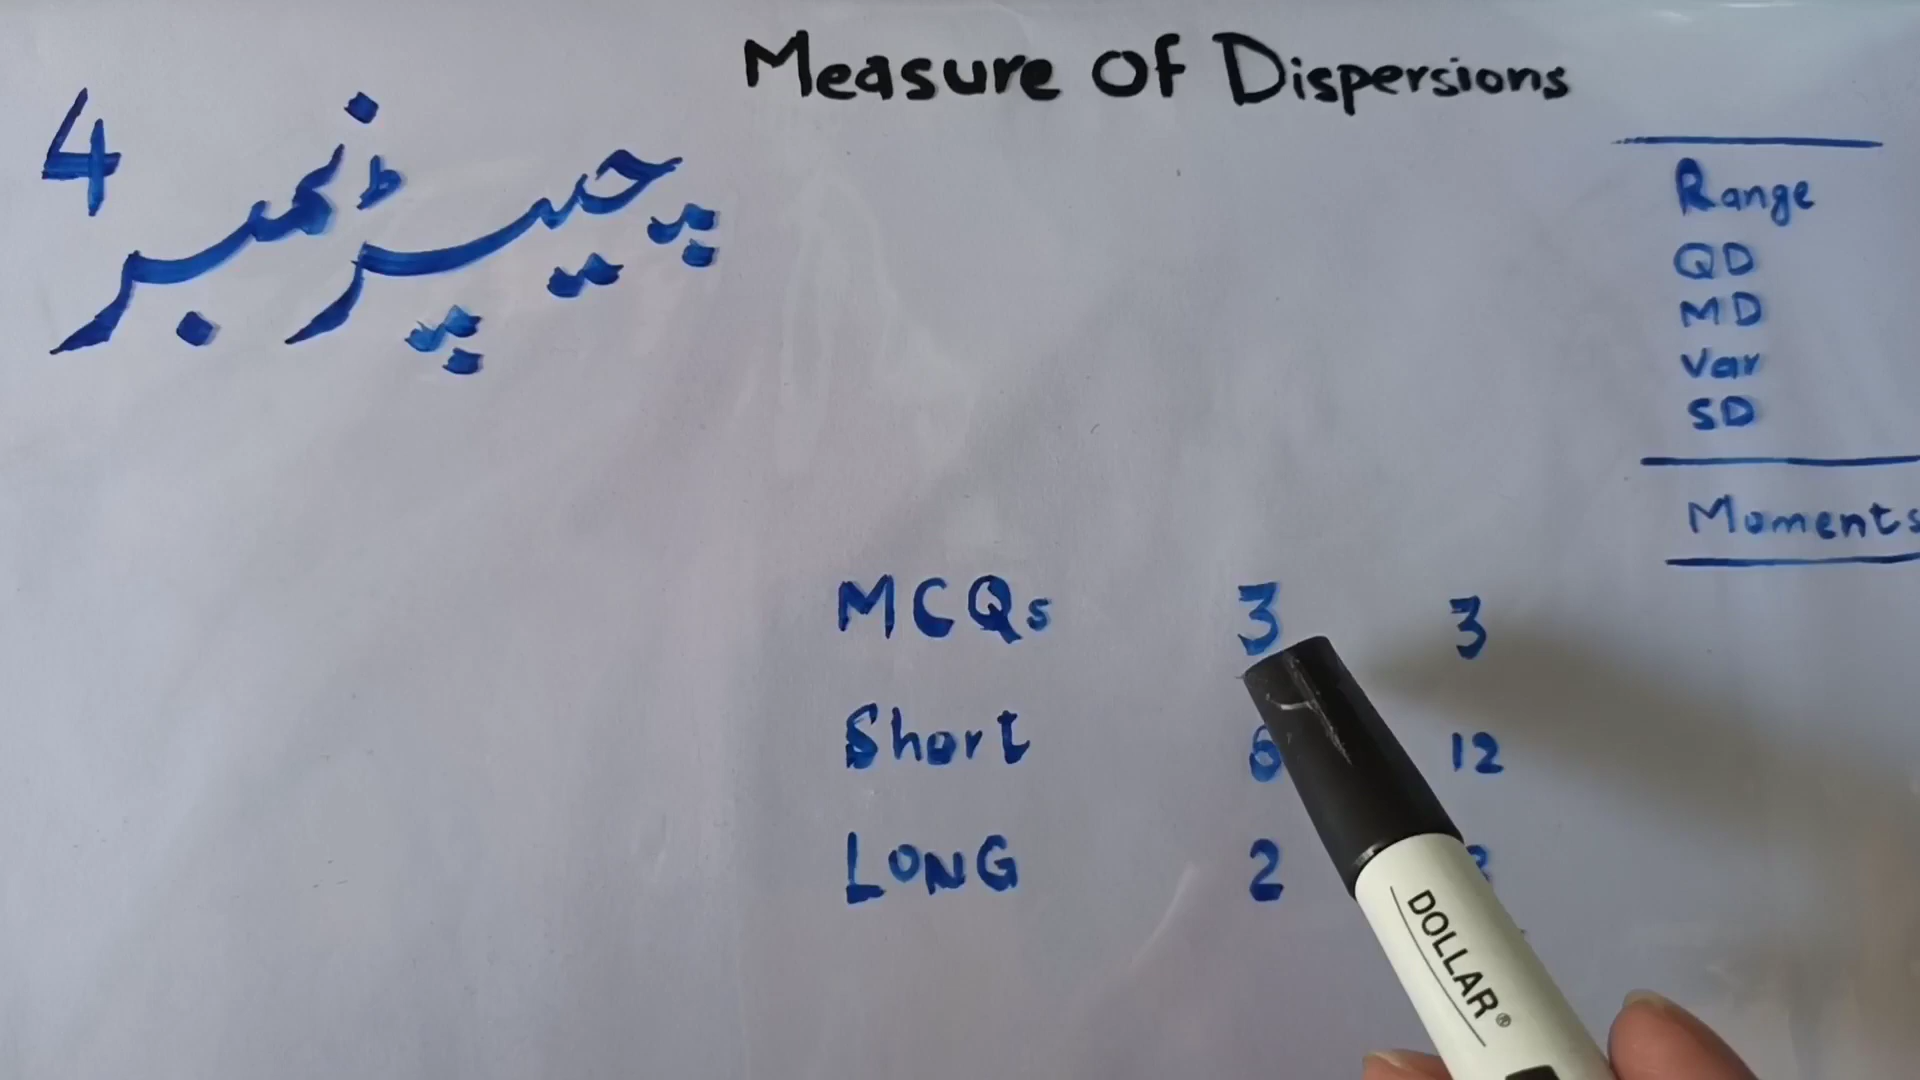 Measure Of Dispersions
چیپٹر نمبر 4
Range
QD
MD
Var
SD
Moments
MCQs 3 3
Short 6 12
LONG 2
DOLLAR®